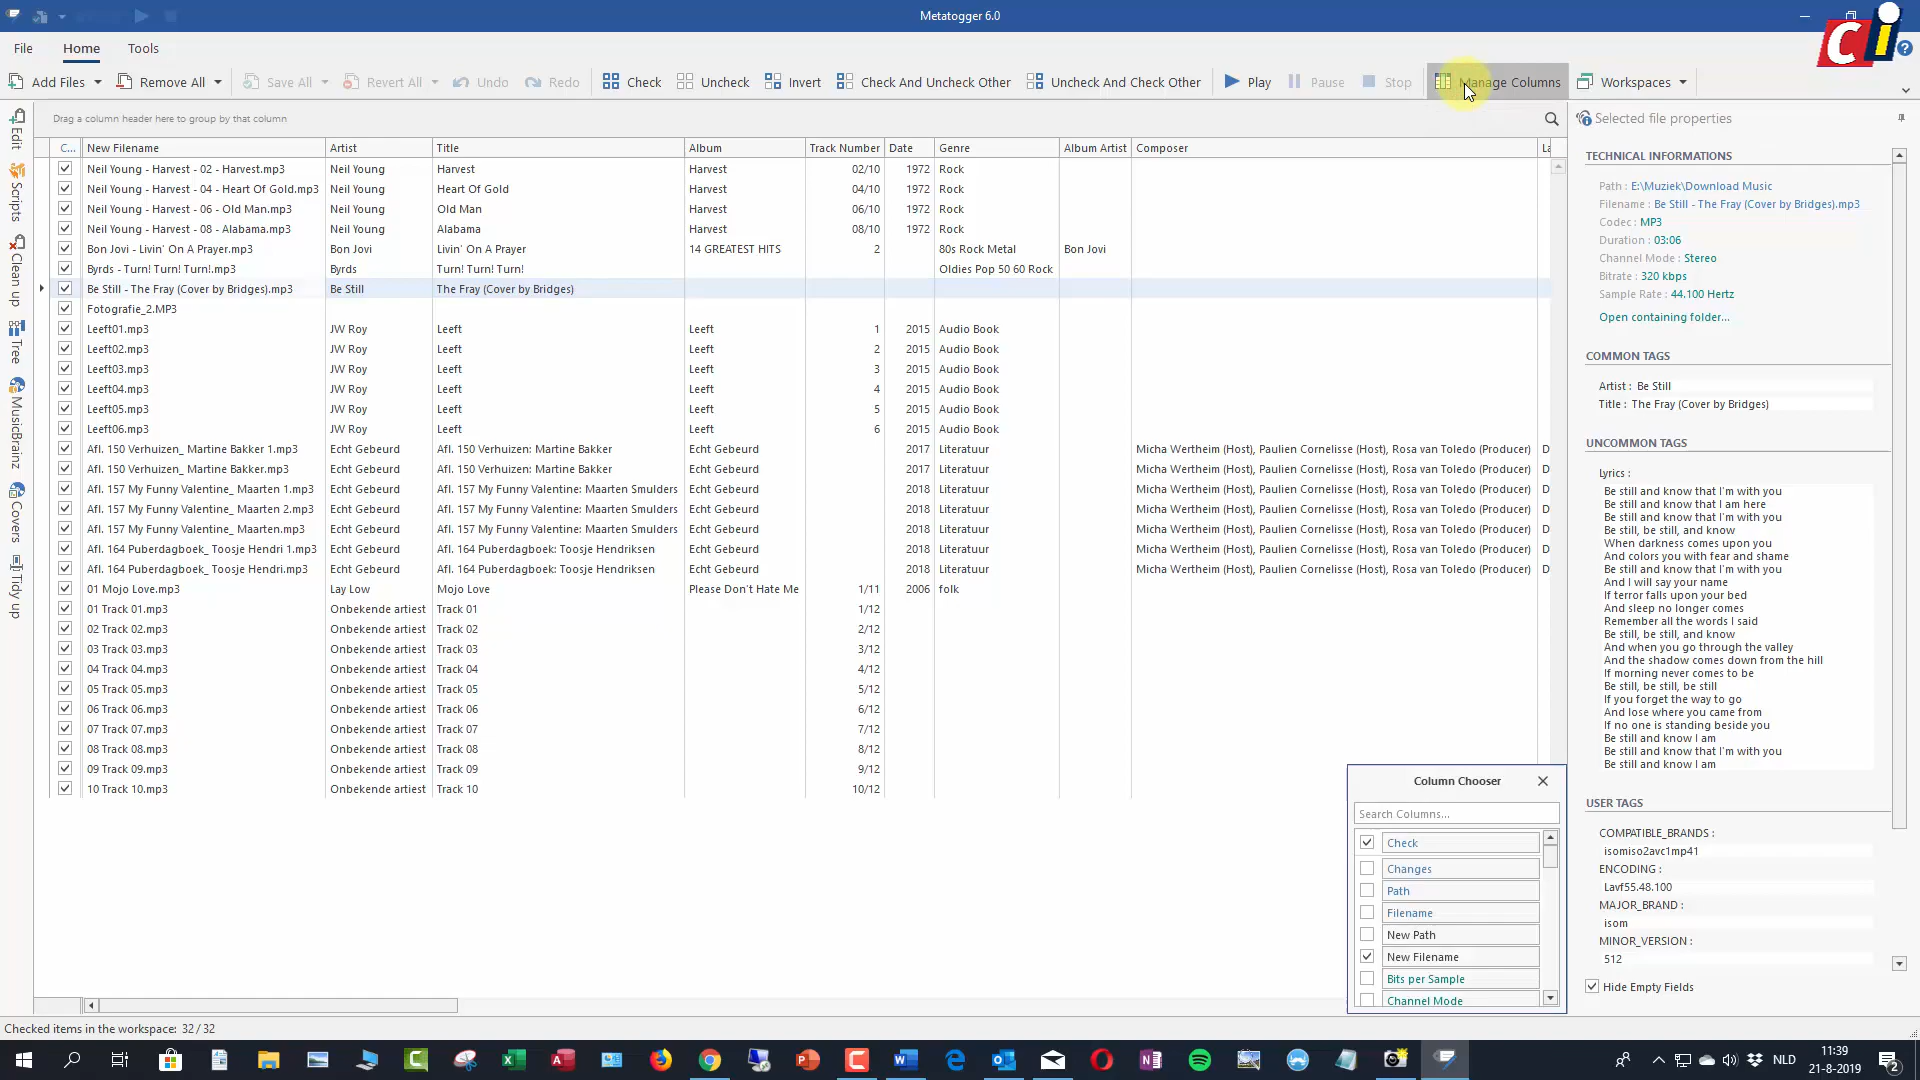 Metatogger 6.0
Ci
File Home Tools
Add Files Remove All Save All Revert All Undo Redo Check Uncheck Invert Check And Uncheck Other Uncheck And Check Other Play Pause Stop Manage Columns Workspaces
Drag a column header here to group by that column
C... New Filename Artist Title Album Track Number Date Genre Album Artist Composer La
Neil Young - Harvest - 02 - Harvest.mp3 Neil Young Harvest Harvest 02/10 1972 Rock
Neil Young - Harvest - 04 - Heart Of Gold.mp3 Neil Young Heart Of Gold Harvest 04/10 1972 Rock
Neil Young - Harvest - 06 - Old Man.mp3 Neil Young Old Man Harvest 06/10 1972 Rock
Neil Young - Harvest - 08 - Alabama.mp3 Neil Young Alabama Harvest 08/10 1972 Rock
Bon Jovi - Livin' On A Prayer.mp3 Bon Jovi Livin' On A Prayer 14 GREATEST HITS 2 80s Rock Metal Bon Jovi
Byrds - Turn! Turn! Turn!.mp3 Byrds Turn! Turn! Turn! Oldies Pop 50 60 Rock
Be Still - The Fray (Cover by Bridges).mp3 Be Still The Fray (Cover by Bridges)
Fotografie_2.MP3
Leeft01.mp3 JW Roy Leeft Leeft 1 2015 Audio Book
Leeft02.mp3 JW Roy Leeft Leeft 2 2015 Audio Book
Leeft03.mp3 JW Roy Leeft Leeft 3 2015 Audio Book
Leeft04.mp3 JW Roy Leeft Leeft 4 2015 Audio Book
Leeft05.mp3 JW Roy Leeft Leeft 5 2015 Audio Book
Leeft06.mp3 JW Roy Leeft Leeft 6 2015 Audio Book
Afl. 150 Verhuizen_ Martine Bakker 1.mp3 Echt Gebeurd Afl. 150 Verhuizen: Martine Bakker Echt Gebeurd 2017 Literatuur Micha Wertheim (Host), Paulien Cornelisse (Host), Rosa van Toledo (Producer) D
Afl. 150 Verhuizen_ Martine Bakker.mp3 Echt Gebeurd Afl. 150 Verhuizen: Martine Bakker Echt Gebeurd 2017 Literatuur Micha Wertheim (Host), Paulien Cornelisse (Host), Rosa van Toledo (Producer) D
Afl. 157 My Funny Valentine_ Maarten 1.mp3 Echt Gebeurd Afl. 157 My Funny Valentine: Maarten Smulders Echt Gebeurd 2018 Literatuur Micha Wertheim (Host), Paulien Cornelisse (Host), Rosa van Toledo (Producer) D
Afl. 157 My Funny Valentine_ Maarten 2.mp3 Echt Gebeurd Afl. 157 My Funny Valentine: Maarten Smulders Echt Gebeurd 2018 Literatuur Micha Wertheim (Host), Paulien Cornelisse (Host), Rosa van Toledo (Producer) D
Afl. 157 My Funny Valentine_ Maarten.mp3 Echt Gebeurd Afl. 157 My Funny Valentine: Maarten Smulders Echt Gebeurd 2018 Literatuur Micha Wertheim (Host), Paulien Cornelisse (Host), Rosa van Toledo (Producer) D
Afl. 164 Puberdagboek_ Toosje Hendri 1.mp3 Echt Gebeurd Afl. 164 Puberdagboek: Toosje Hendriksen Echt Gebeurd 2018 Literatuur Micha Wertheim (Host), Paulien Cornelisse (Host), Rosa van Toledo (Producer) D
Afl. 164 Puberdagboek_ Toosje Hendri.mp3 Echt Gebeurd Afl. 164 Puberdagboek: Toosje Hendriksen Echt Gebeurd 2018 Literatuur Micha Wertheim (Host), Paulien Cornelisse (Host), Rosa van Toledo (Producer) D
01 Mojo Love.mp3 Lay Low Mojo Love Please Don't Hate Me 1/11 2006 folk
01 Track 01.mp3 Onbekende artiest Track 01 1/12
02 Track 02.mp3 Onbekende artiest Track 02 2/12
03 Track 03.mp3 Onbekende artiest Track 03 3/12
04 Track 04.mp3 Onbekende artiest Track 04 4/12
05 Track 05.mp3 Onbekende artiest Track 05 5/12
06 Track 06.mp3 Onbekende artiest Track 06 6/12
07 Track 07.mp3 Onbekende artiest Track 07 7/12
08 Track 08.mp3 Onbekende artiest Track 08 8/12
09 Track 09.mp3 Onbekende artiest Track 09 9/12
10 Track 10.mp3 Onbekende artiest Track 10 10/12
Edit
Scripts
Clean up
Tree
MusicBrainz
Covers
Tidy up
Column Chooser
Search Columns...
Check
Changes
Path
Filename
New Path
New Filename
Bits per Sample
Channel Mode
Selected file properties
TECHNICAL INFORMATIONS
Path : E:\Muziek\Download Music
Filename : Be Still - The Fray (Cover by Bridges).mp3
Codec : MP3
Duration : 03:06
Channel Mode : Stereo
Bitrate : 320 kbps
Sample Rate : 44.100 Hertz
Open containing folder...
COMMON TAGS
Artist : Be Still
Title : The Fray (Cover by Bridges)
UNCOMMON TAGS
Lyrics :
Be still and know that I'm with you
Be still and know that I am here
Be still and know that I'm with you
Be still, be still, and know
When darkness comes upon you
And colors you with fear and shame
Be still and know that I'm with you
And I will say your name
If terror falls upon your bed
And sleep no longer comes
Remember all the words I said
Be still, be still, and know
And when you go through the valley
And the shadow comes down from the hill
If morning never comes to be
Be still, be still, be still
If you forget the way to go
And lose where you came from
If no one is standing beside you
Be still and know I am
Be still and know that I'm with you
Be still and know I am
USER TAGS
COMPATIBLE_BRANDS :
isomiso2avc1mp41
ENCODING :
Lavf55.48.100
MAJOR_BRAND :
isom
MINOR_VERSION :
512
Hide Empty Fields
Checked items in the workspace: 32 / 32
NLD
11:39
21-8-2019
2